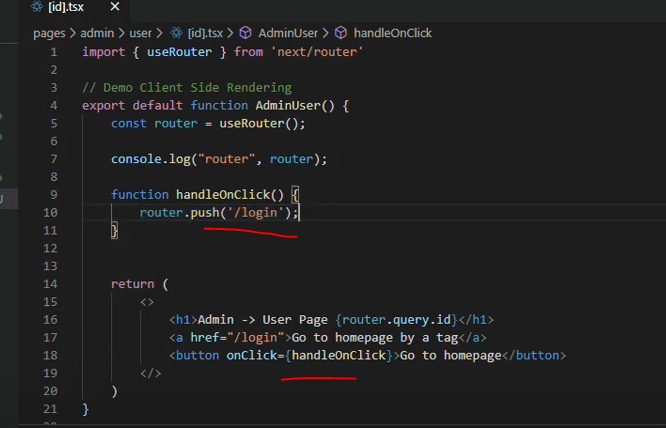 [id].tsx ×
pages > admin > user > [id].tsx > AdminUser > handleOnClick
1 import { useRouter } from 'next/router'
2
3 // Demo Client Side Rendering
4 export default function AdminUser() {
5 const router = useRouter();
6
7 console.log("router", router);
8
9 function handleOnClick() {
10 router.push('/login');
11 }
12
13
14 return (
15 <>
16 <h1>Admin -> User Page {router.query.id}</h1>
17 <a href="/login">Go to homepage by a tag</a>
18 <button onClick={handleOnClick}>Go to homepage</button>
19 </>
20 )
21 }